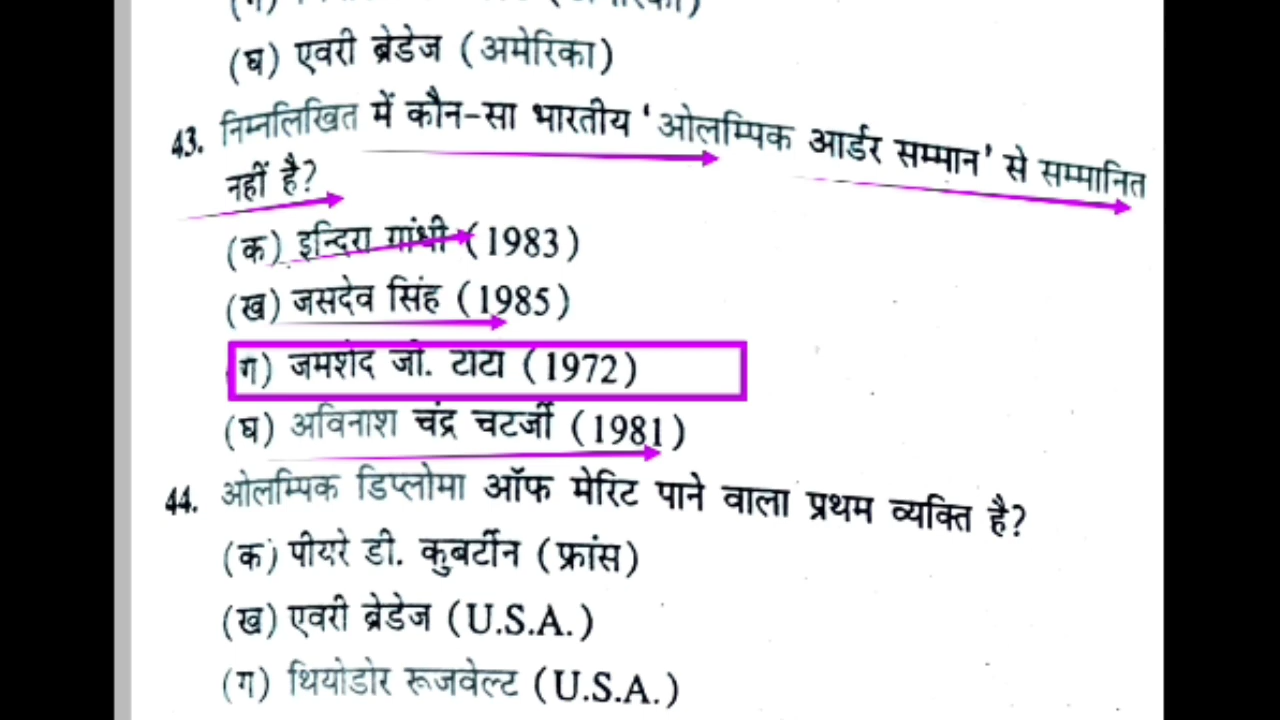 (घ) एवरी ब्रेडेज (अमेरिका)
43. निम्नलिखित में कौन-सा भारतीय 'ओलम्पिक आर्डर सम्मान' से सम्मानित
नहीं है?
(क) इन्दिरा गांधी (1983)
(ख) जसदेव सिंह (1985)
ग) जमशेद जी. टाटा (1972)
(घ) अविनाश चंद्र चटर्जी (1981)
44. ओलम्पिक डिप्लोमा ऑफ मेरिट पाने वाला प्रथम व्यक्ति है?
(क) पीयरे डी. कुबर्टीन (फ्रांस)
(ख) एवरी ब्रेडेज (U.S.A.)
(ग) थियोडोर रूजवेल्ट (U.S.A.)